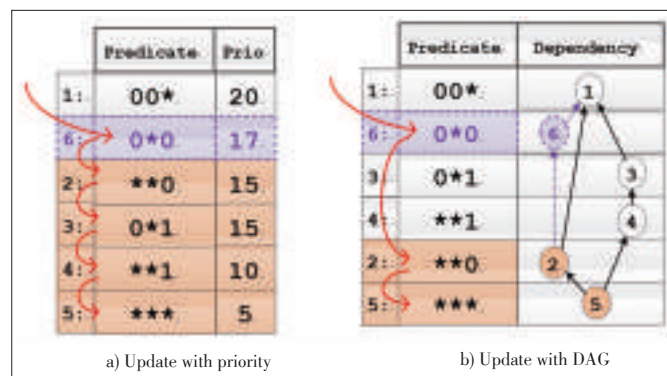 Predicate Prio
1: 00* 20
6: 0*0 17
2: **0 15
3: 0*1 15
4: **1 10
5: *** 5
a) Update with priority
Predicate Dependency
1: 00* 1
6: 0*0 6
3: 0*1 3
4: **1 4
2: **0 2
5: *** 5
b) Update with DAG